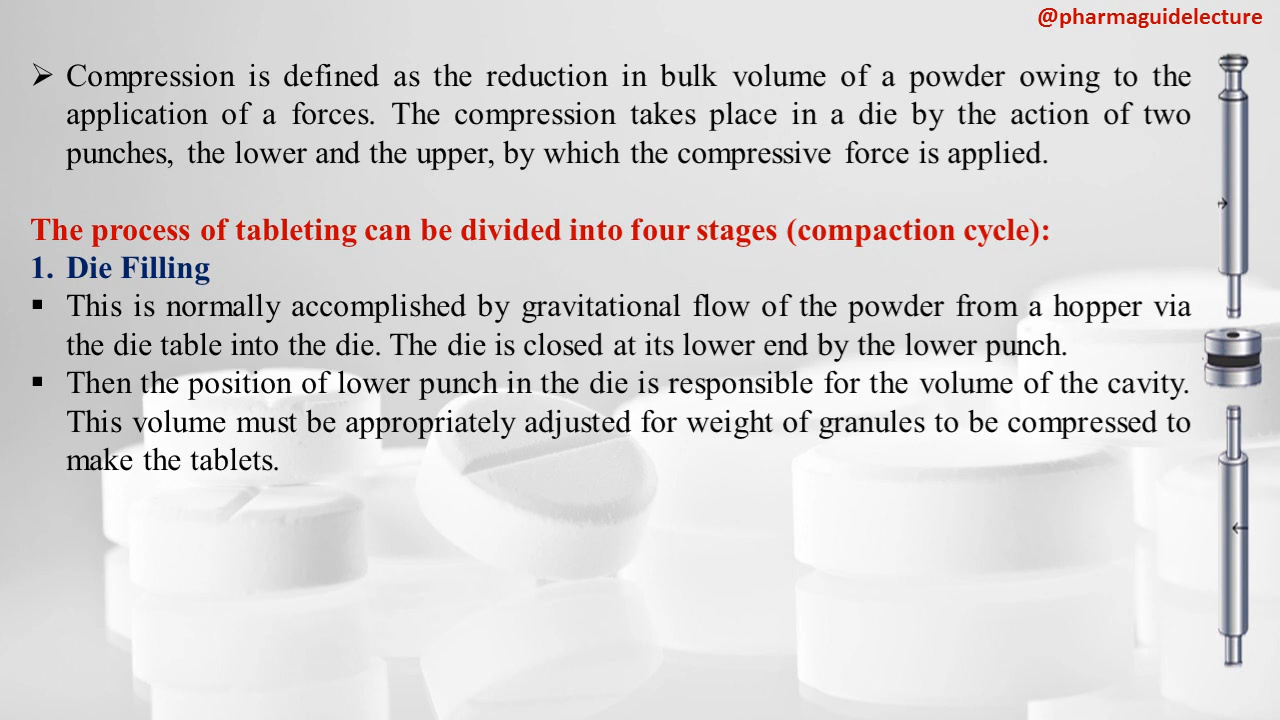 @pharmaguidelecture
➢ Compression is defined as the reduction in bulk volume of a powder owing to the
application of a forces. The compression takes place in a die by the action of two
punches, the lower and the upper, by which the compressive force is applied.
The process of tableting can be divided into four stages (compaction cycle):
1. Die Filling
▪ This is normally accomplished by gravitational flow of the powder from a hopper via
the die table into the die. The die is closed at its lower end by the lower punch.
▪ Then the position of lower punch in the die is responsible for the volume of the cavity.
This volume must be appropriately adjusted for weight of granules to be compressed to
make the tablets.